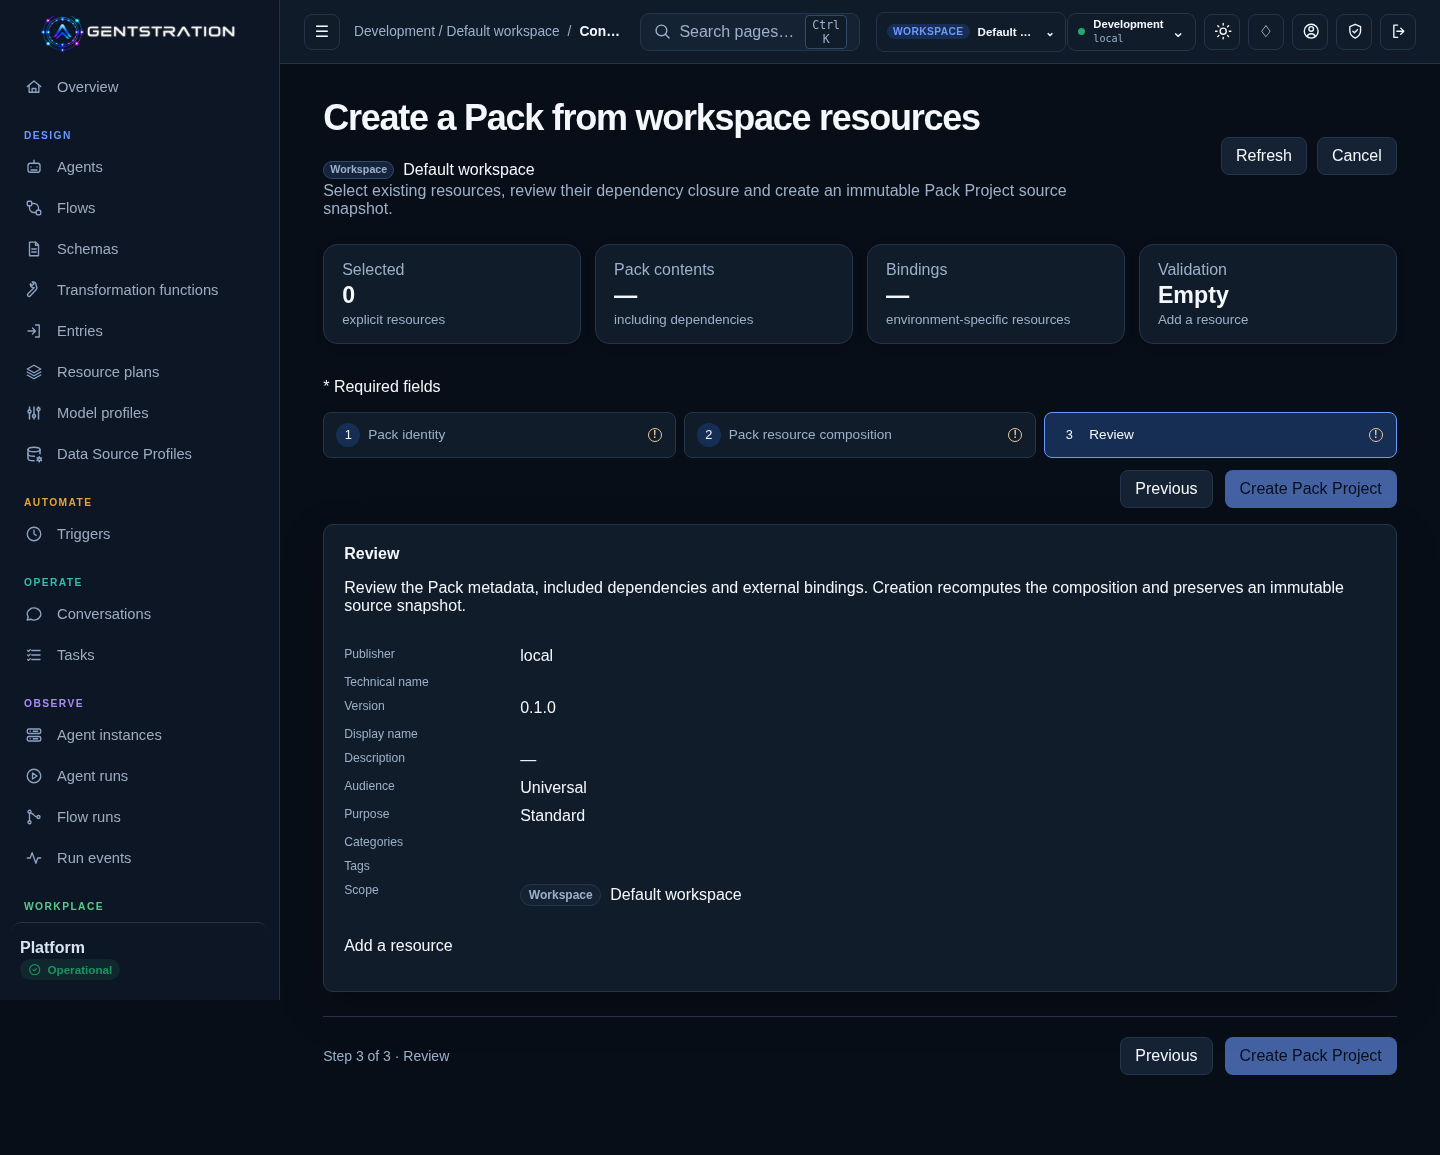 GENTSTRATION
☰
Development / Default workspace / Con…
Search pages…
Ctrl
K
WORKSPACE Default …
Development
local
Overview
DESIGN
Agents
Flows
Schemas
Transformation functions
Entries
Resource plans
Model profiles
Data Source Profiles
AUTOMATE
Triggers
OPERATE
Conversations
Tasks
OBSERVE
Agent instances
Agent runs
Flow runs
Run events
WORKPLACE
Platform
Operational
Create a Pack from workspace resources
Workspace Default workspace
Select existing resources, review their dependency closure and create an immutable Pack Project source
snapshot.
Refresh
Cancel
Selected
0
explicit resources
Pack contents
—
including dependencies
Bindings
—
environment-specific resources
Validation
Empty
Add a resource
* Required fields
1 Pack identity !
2 Pack resource composition !
3 Review !
Previous
Create Pack Project
Review
Review the Pack metadata, included dependencies and external bindings. Creation recomputes the composition and preserves an immutable
source snapshot.
Publisher local
Technical name
Version 0.1.0
Display name
Description —
Audience Universal
Purpose Standard
Categories
Tags
Scope Workspace Default workspace
Add a resource
Step 3 of 3 · Review
Previous
Create Pack Project